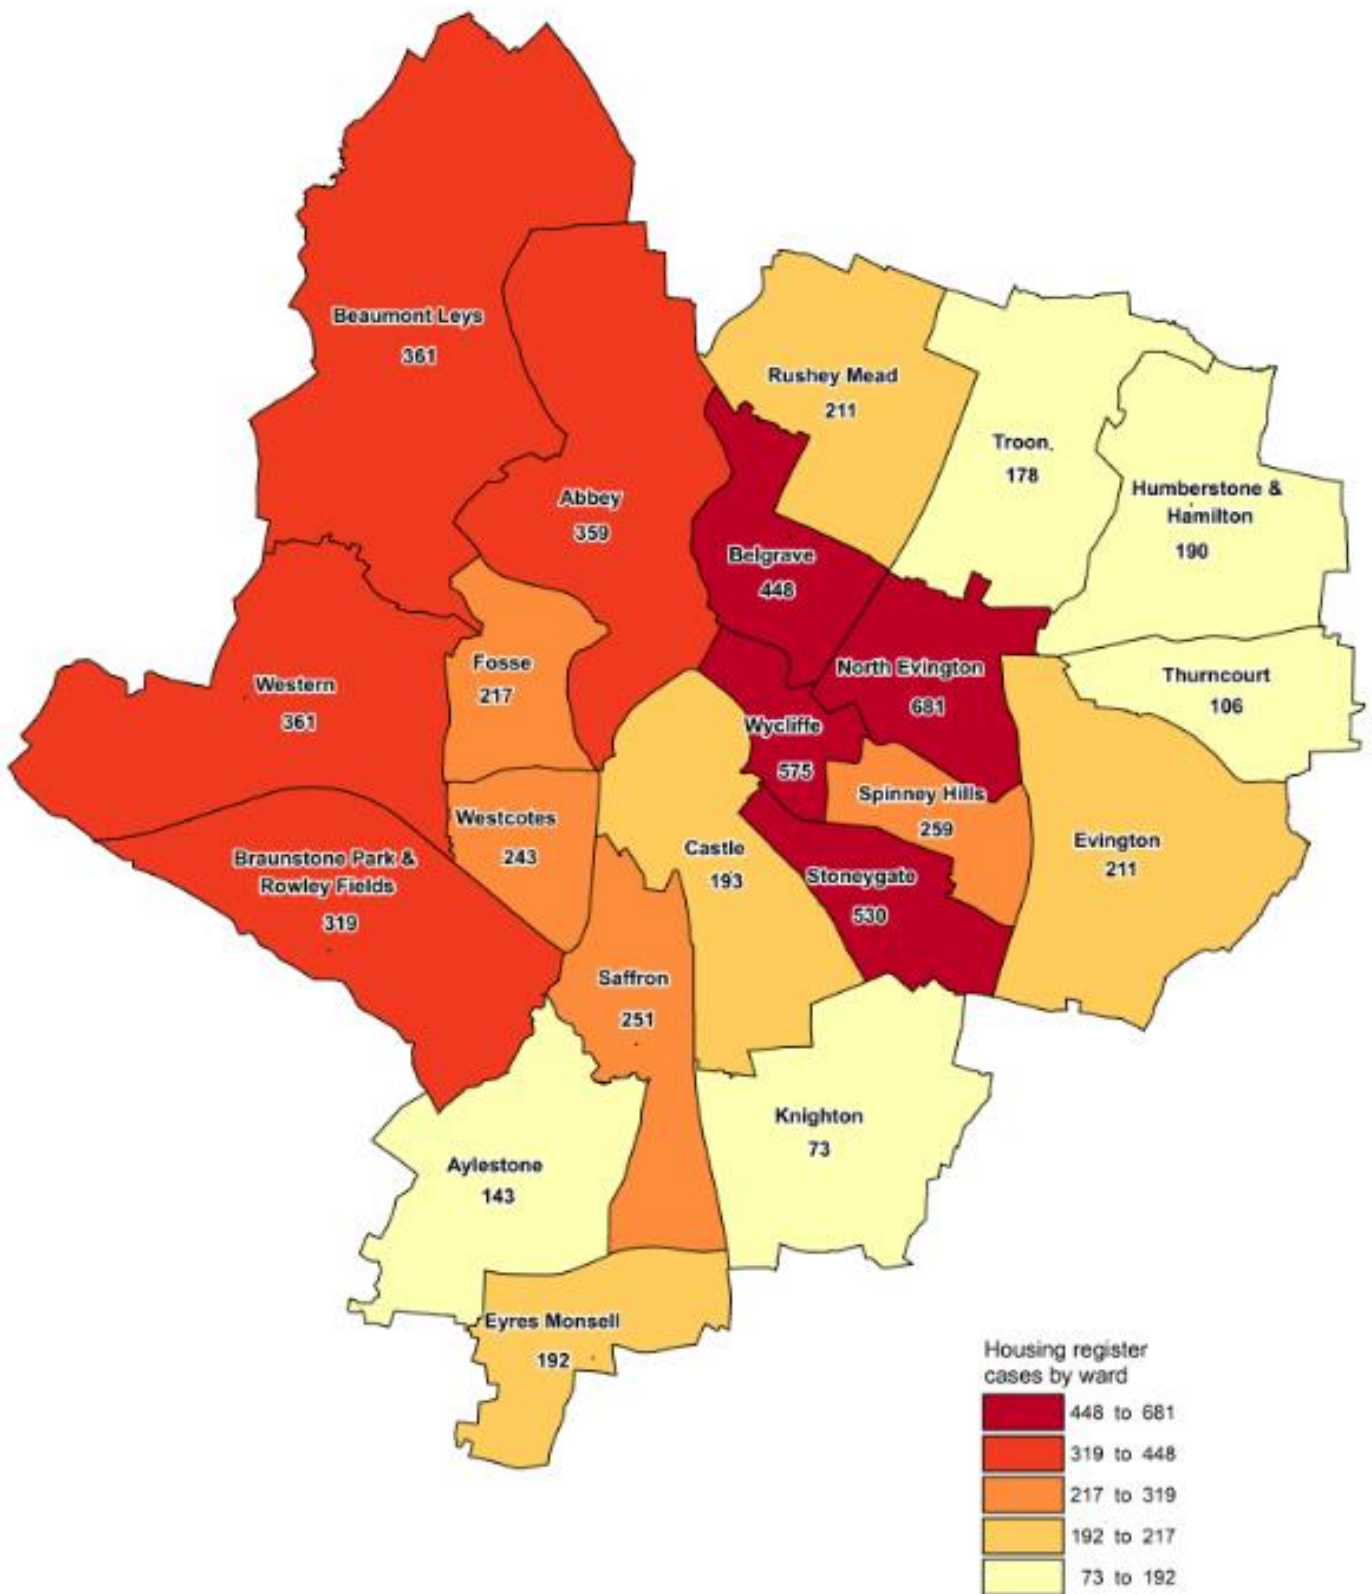 Beaumont Leys
361
Rushey Mead
211
Troon
178
Humberstone &
Hamilton
190
Abbey
359
Belgrave
448
Fosse
217
North Evington
681
Thurncourt
106
Western
361
Wycliffe
575
Spinney Hills
259
Westcotes
243
Castle
193
Evington
211
Braunstone Park &
Rowley Fields
319
Stoneygate
530
Saffron
251
Knighton
73
Aylestone
143
Eyres Monsell
192
Housing register
cases by ward
448 to 681
319 to 448
217 to 319
192 to 217
73 to 192